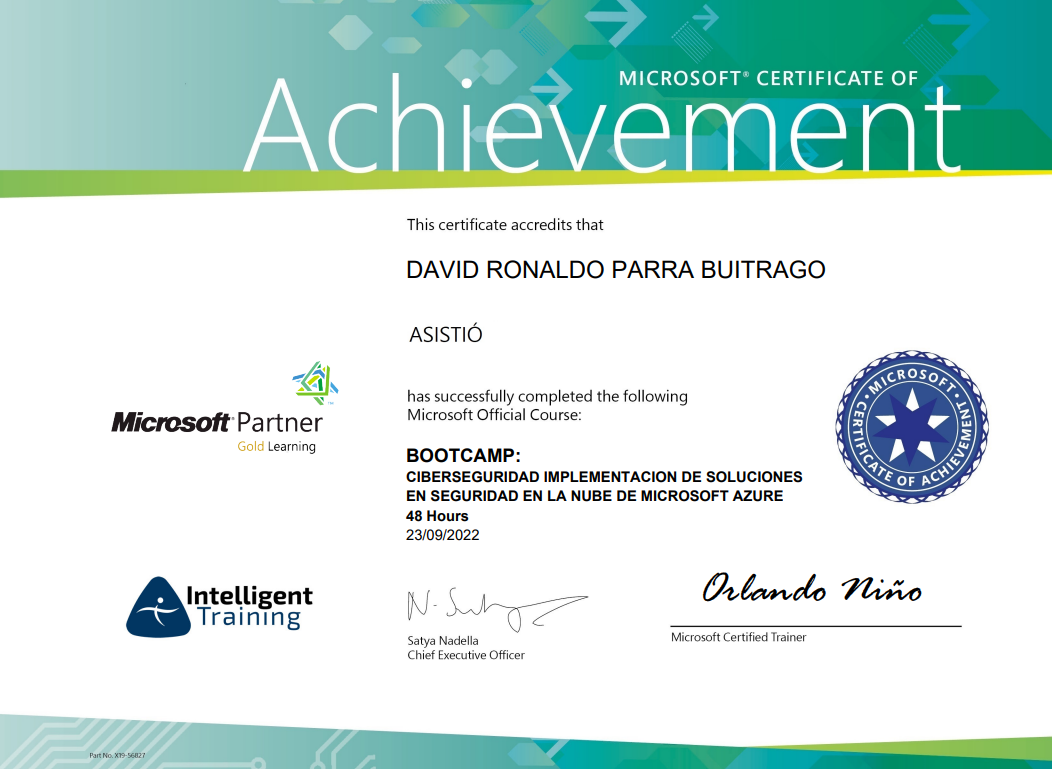 MICROSOFT® CERTIFICATE OF
Achievement
This certificate accredits that
DAVID RONALDO PARRA BUITRAGO
ASISTIÓ
has successfully completed the following
Microsoft Official Course:
Microsoft Partner
Gold Learning
MICROSOFT
CERTIFICATE OF ACHIEVEMENT
BOOTCAMP:
CIBERSEGURIDAD IMPLEMENTACION DE SOLUCIONES
EN SEGURIDAD EN LA NUBE DE MICROSOFT AZURE
48 Hours
23/09/2022
Intelligent
Training
Satya Nadella
Chief Executive Officer
Orlando Niño
Microsoft Certified Trainer
Part No. X19-56827